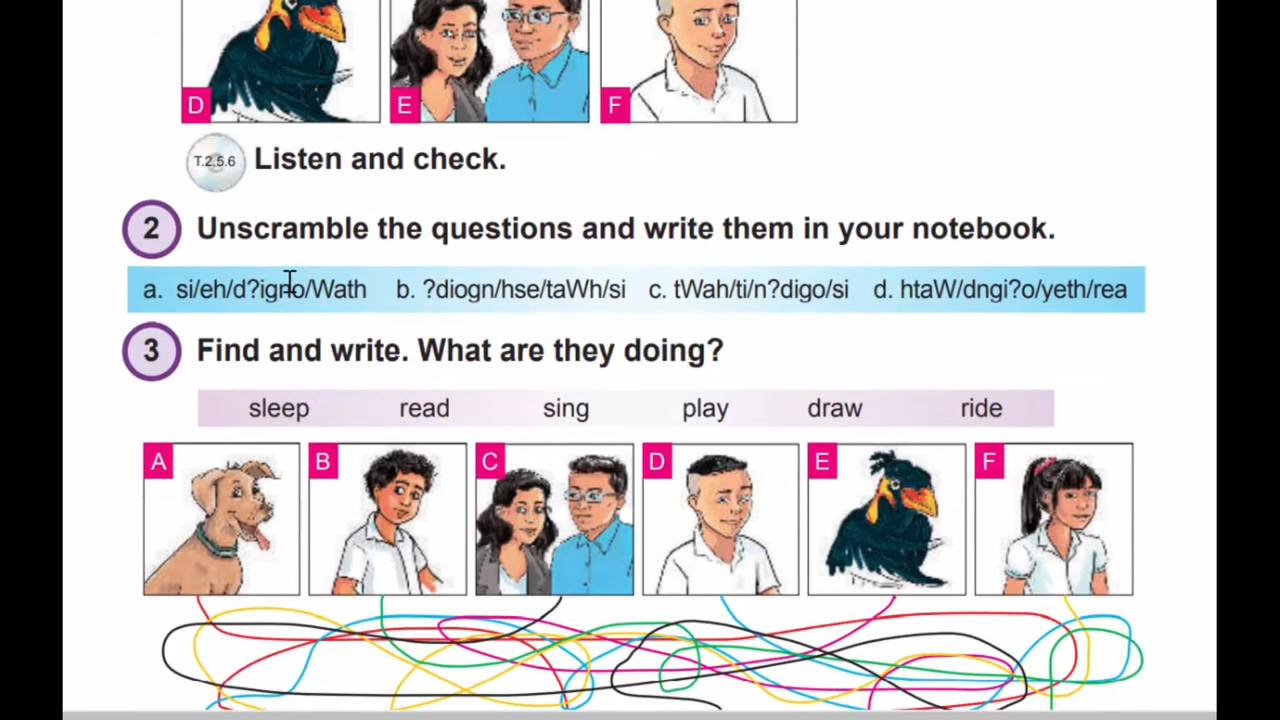 D E F
T.2.5.6 Listen and check.
2 Unscramble the questions and write them in your notebook.
a. si/eh/d?igno/Wath b. ?diogn/hse/taWh/si c. tWah/ti/n?digo/si d. htaW/dngi?o/yeth/rea
3 Find and write. What are they doing?
sleep read sing play draw ride
A B C D E F